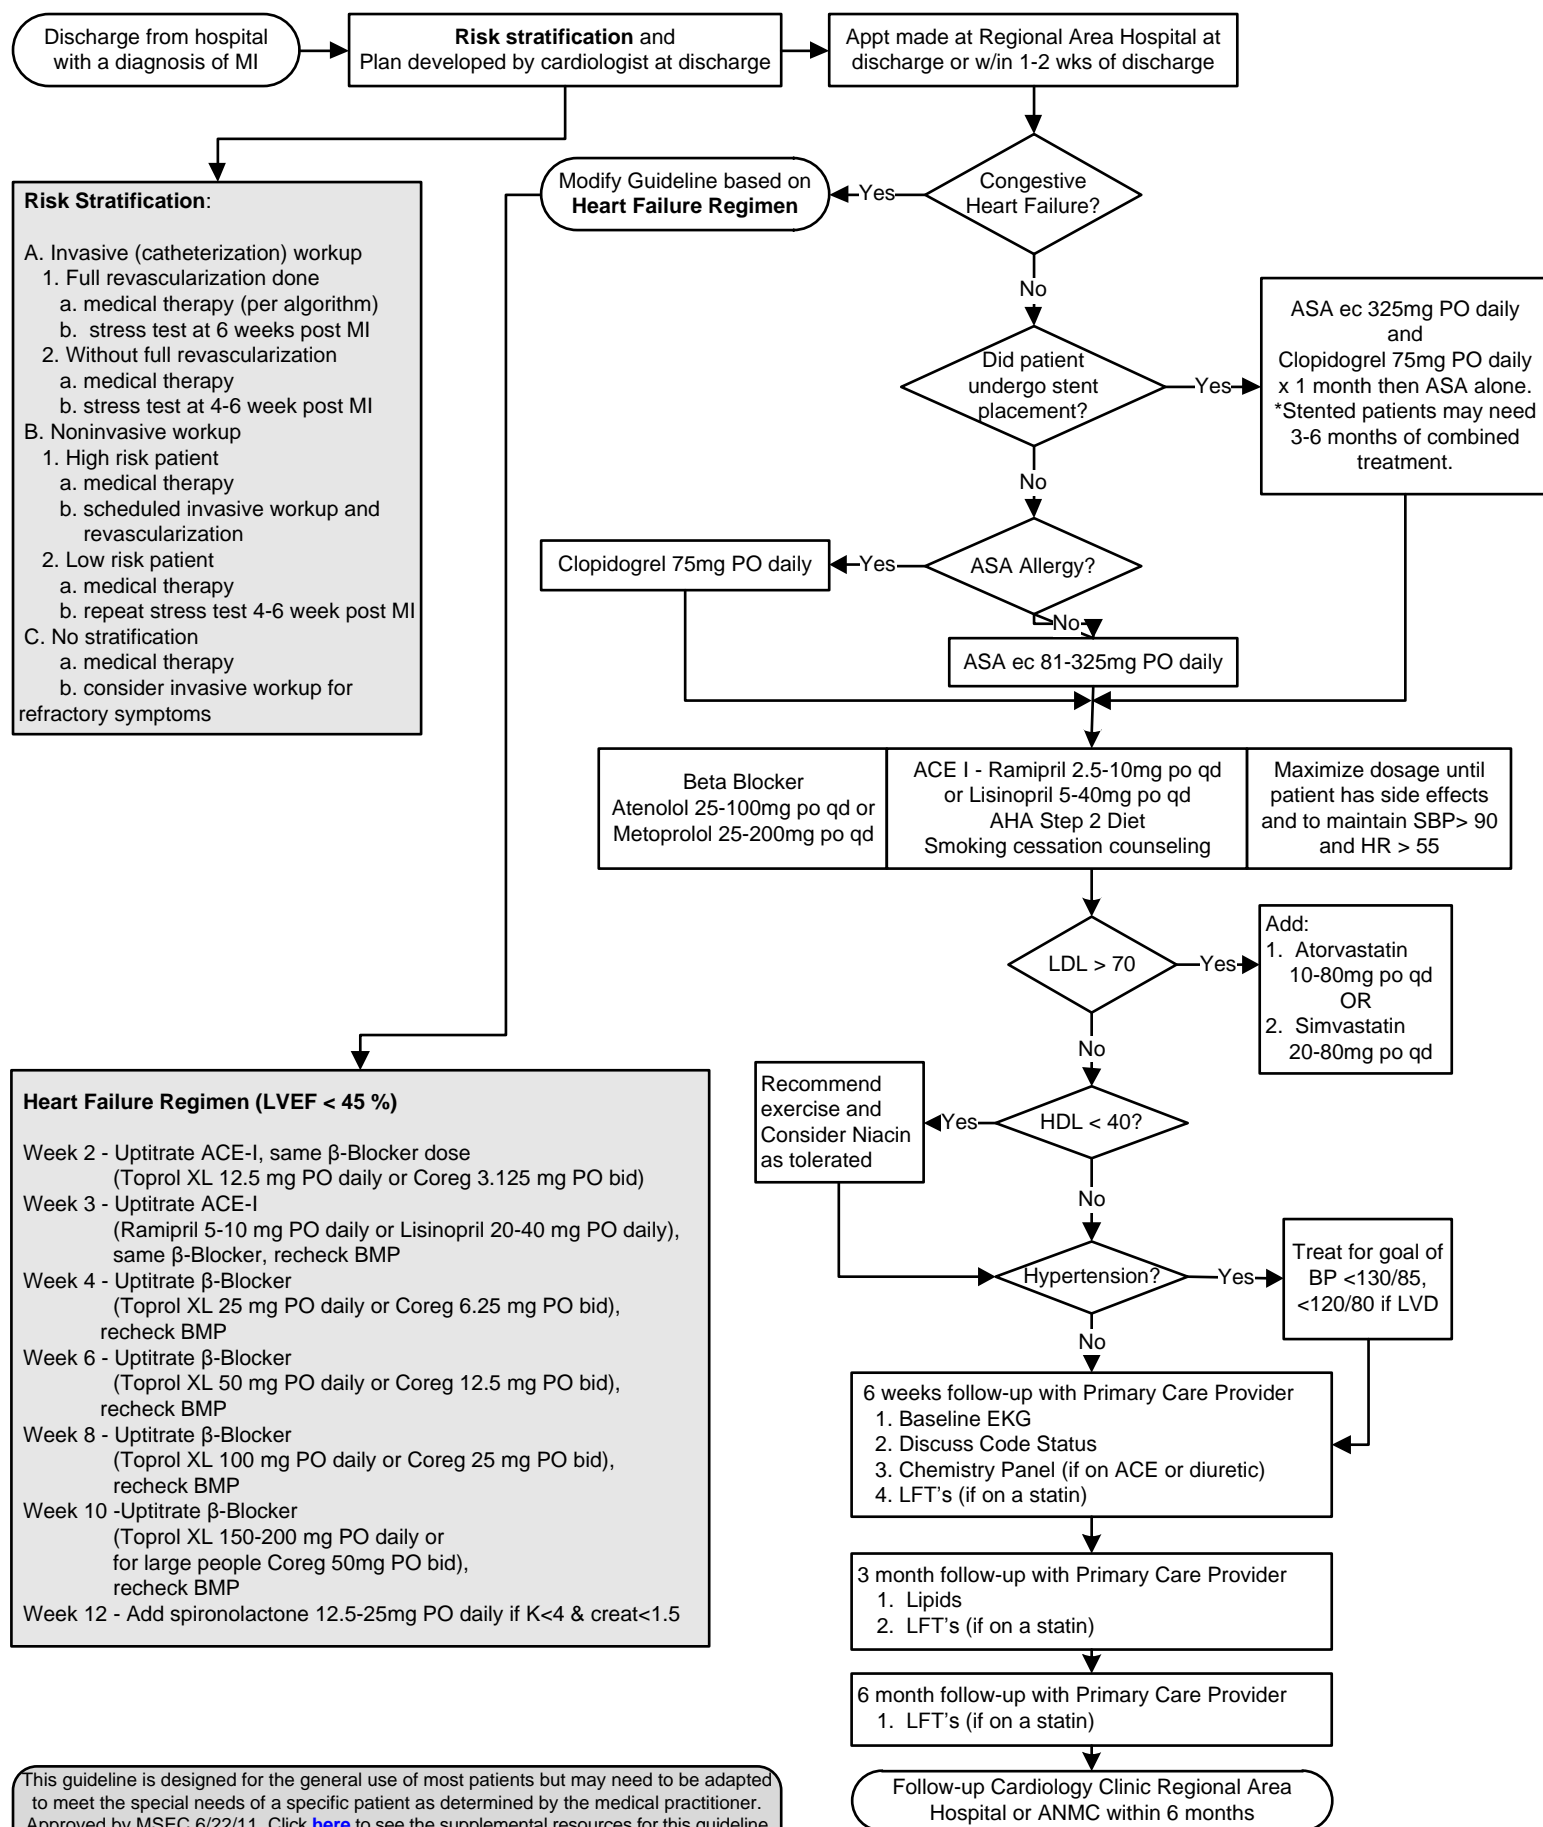 Discharge from hospital
with a diagnosis of MI
Risk stratification and
Plan developed by cardiologist at discharge
Appt made at Regional Area Hospital at
discharge or w/in 1-2 wks of discharge
Risk Stratification:
A. Invasive (catheterization) workup
1. Full revascularization done
a. medical therapy (per algorithm)
b. stress test at 6 weeks post MI
2. Without full revascularization
a. medical therapy
b. stress test at 4-6 week post MI
B. Noninvasive workup
1. High risk patient
a. medical therapy
b. scheduled invasive workup and
revascularization
2. Low risk patient
a. medical therapy
b. repeat stress test 4-6 week post MI
C. No stratification
a. medical therapy
b. consider invasive workup for
refractory symptoms
Modify Guideline based on
Heart Failure Regimen
Yes
Congestive
Heart Failure?
No
Did patient
undergo stent
placement?
Yes
ASA ec 325mg PO daily
and
Clopidogrel 75mg PO daily
x 1 month then ASA alone.
*Stented patients may need
3-6 months of combined
treatment.
No
Clopidogrel 75mg PO daily
Yes
ASA Allergy?
No
ASA ec 81-325mg PO daily
Beta Blocker
Atenolol 25-100mg po qd or
Metoprolol 25-200mg po qd
ACE I - Ramipril 2.5-10mg po qd
or Lisinopril 5-40mg po qd
AHA Step 2 Diet
Smoking cessation counseling
Maximize dosage until
patient has side effects
and to maintain SBP> 90
and HR > 55
LDL > 70
Yes
Add:
1. Atorvastatin
10-80mg po qd
OR
2. Simvastatin
20-80mg po qd
No
Recommend
exercise and
Consider Niacin
as tolerated
Yes
HDL < 40?
No
Hypertension?
Yes
Treat for goal of
BP <130/85,
<120/80 if LVD
No
Heart Failure Regimen (LVEF < 45 %)
Week 2 - Uptitrate ACE-I, same β-Blocker dose
(Toprol XL 12.5 mg PO daily or Coreg 3.125 mg PO bid)
Week 3 - Uptitrate ACE-I
(Ramipril 5-10 mg PO daily or Lisinopril 20-40 mg PO daily),
same β-Blocker, recheck BMP
Week 4 - Uptitrate β-Blocker
(Toprol XL 25 mg PO daily or Coreg 6.25 mg PO bid),
recheck BMP
Week 6 - Uptitrate β-Blocker
(Toprol XL 50 mg PO daily or Coreg 12.5 mg PO bid),
recheck BMP
Week 8 - Uptitrate β-Blocker
(Toprol XL 100 mg PO daily or Coreg 25 mg PO bid),
recheck BMP
Week 10 -Uptitrate β-Blocker
(Toprol XL 150-200 mg PO daily or
for large people Coreg 50mg PO bid),
recheck BMP
Week 12 - Add spironolactone 12.5-25mg PO daily if K<4 & creat<1.5
6 weeks follow-up with Primary Care Provider
1. Baseline EKG
2. Discuss Code Status
3. Chemistry Panel (if on ACE or diuretic)
4. LFT's (if on a statin)
3 month follow-up with Primary Care Provider
1. Lipids
2. LFT's (if on a statin)
6 month follow-up with Primary Care Provider
1. LFT's (if on a statin)
Follow-up Cardiology Clinic Regional Area
Hospital or ANMC within 6 months
This guideline is designed for the general use of most patients but may need to be adapted
to meet the special needs of a specific patient as determined by the medical practitioner.
Approved by MSEC 6/22/11. Click here to see the supplemental resources for this guideline.